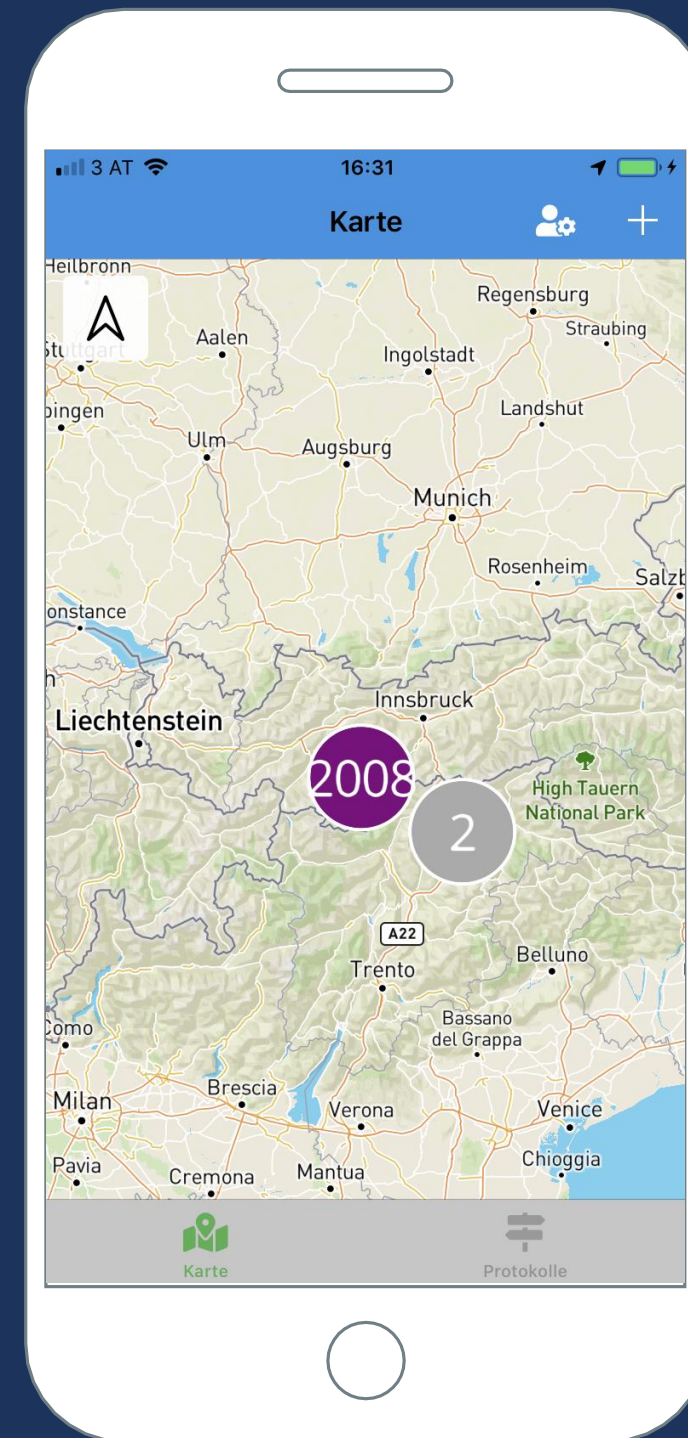 3 AT
16:31
Karte
Heilbronn
Regensburg
Aalen
Straubing
Stuttgart
Ingolstadt
bingen
Landshut
Ulm
Augsburg
Munich
Rosenheim
Salzb
onstance
h
Innsbruck
Liechtenstein
2008
High Tauern
National Park
2
A22
Belluno
Trento
Bassano
del Grappa
Como
Brescia
Milan
Verona
Venice
Pavia
Chioggia
Cremona
Mantua
Karte
Protokolle